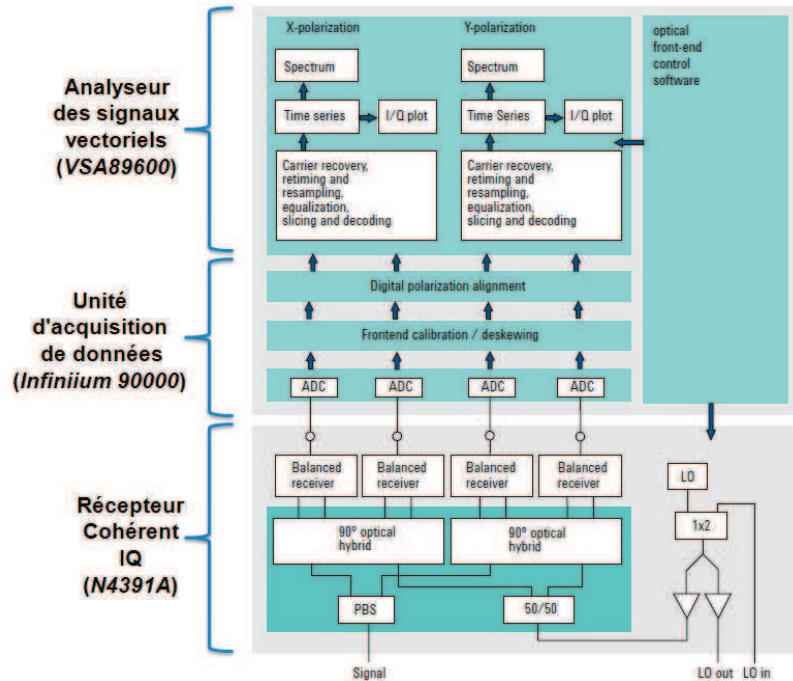 Analyseur
des signaux
vectoriels
(VSA89600)
Unité
d'acquisition
de données
(Infiniium 90000)
Récepteur
Cohérent
IQ
(N4391A)
X-polarization
Y-polarization
Spectrum
Spectrum
Time series
I/Q plot
Time Series
I/Q plot
Carrier recovery,
retiming and
resampling,
equalization,
slicing and decoding
Carrier recovery,
retiming and
resampling,
equalization,
slicing and decoding
optical
front-end
control
software
Digital polarization alignment
Frontend calibration / deskewing
ADC
ADC
ADC
ADC
Balanced
receiver
Balanced
receiver
Balanced
receiver
Balanced
receiver
90° optical
hybrid
90° optical
hybrid
PBS
50/50
LO
1x2
Signal
LO out
LO in